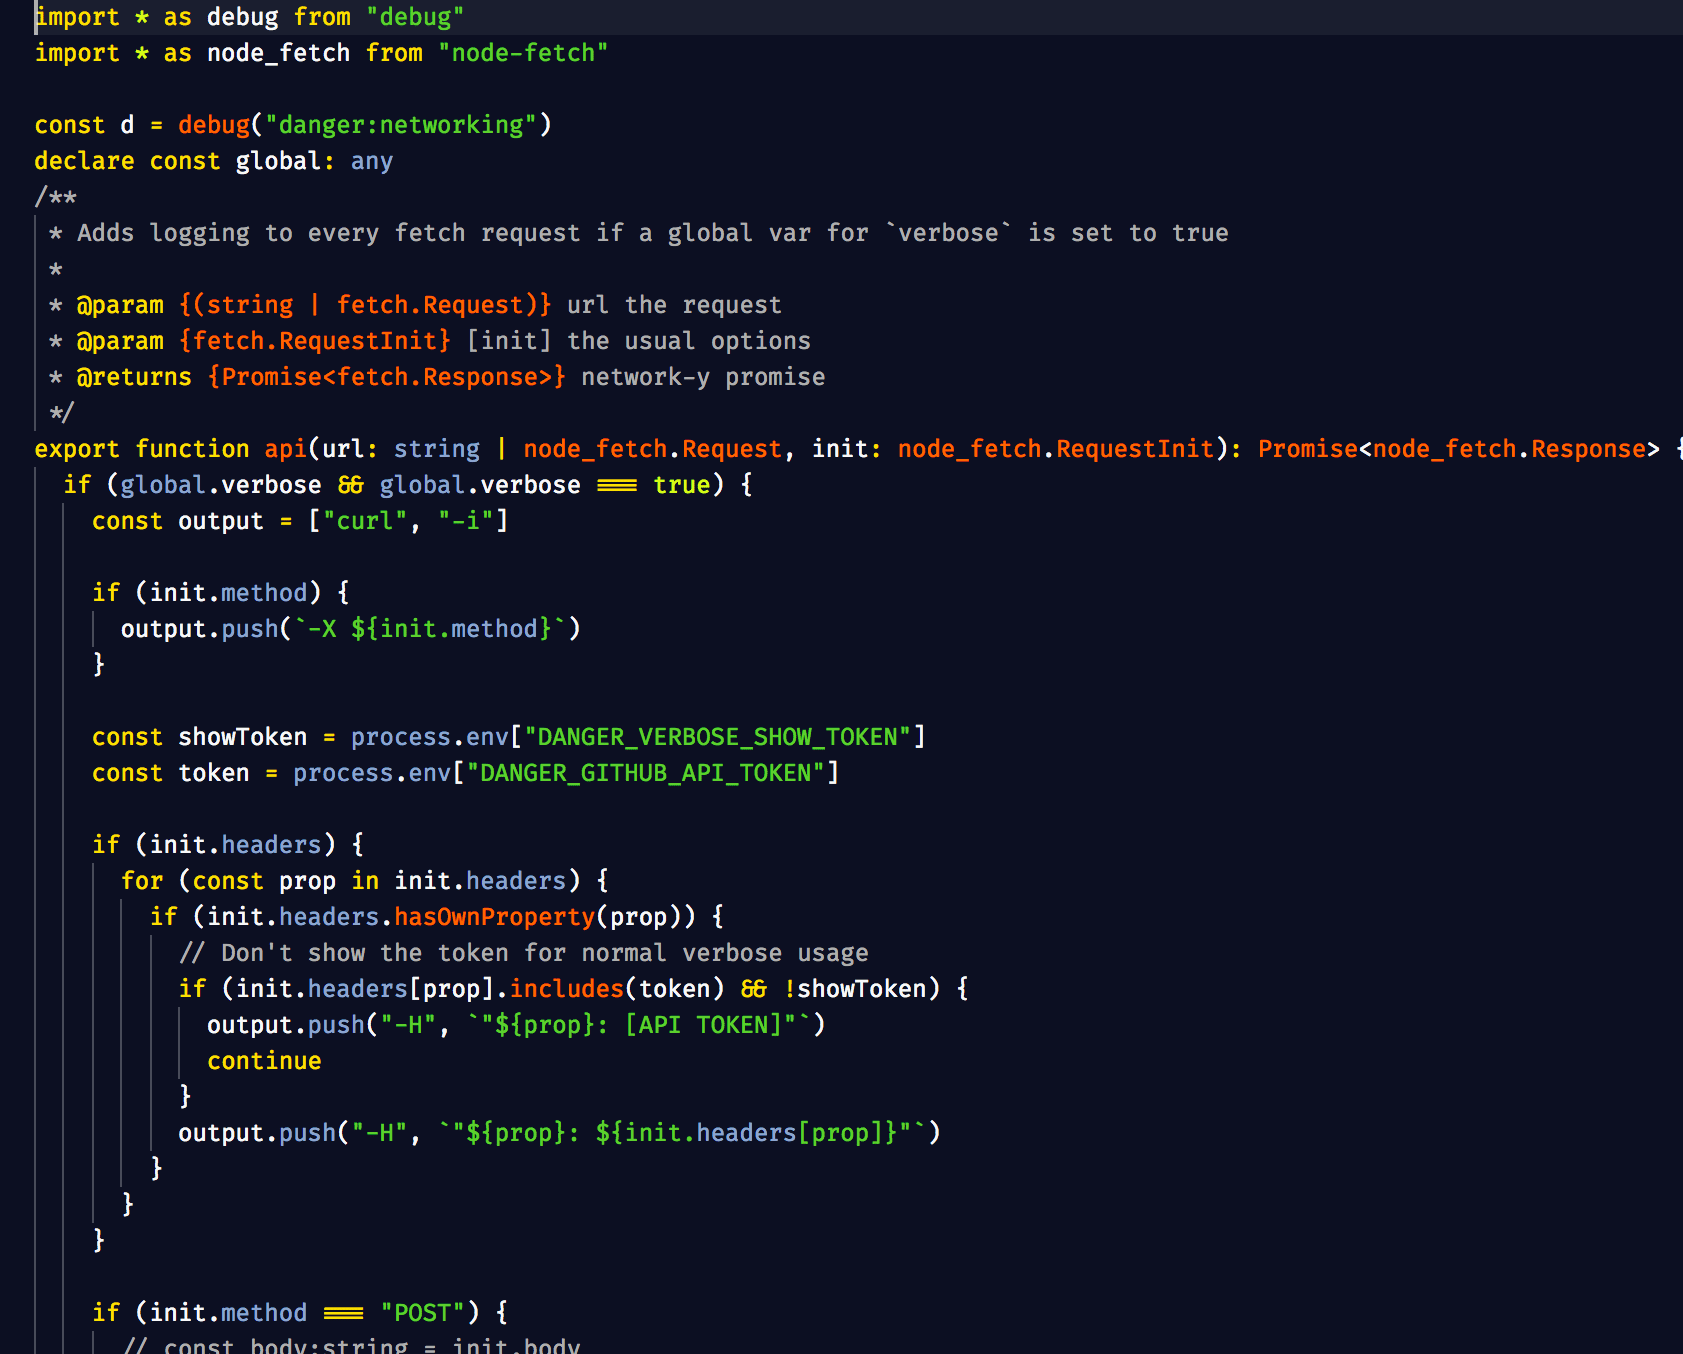 import * as debug from "debug"
import * as node_fetch from "node-fetch"

const d = debug("danger:networking")
declare const global: any
/**
 * Adds logging to every fetch request if a global var for `verbose` is set to true
 *
 * @param {(string | fetch.Request)} url the request
 * @param {fetch.RequestInit} [init] the usual options
 * @returns {Promise<fetch.Response>} network-y promise
 */
export function api(url: string | node_fetch.Request, init: node_fetch.RequestInit): Promise<node_fetch.Response> {
  if (global.verbose && global.verbose === true) {
    const output = ["curl", "-i"]

    if (init.method) {
      output.push(`-X ${init.method}`)
    }

    const showToken = process.env["DANGER_VERBOSE_SHOW_TOKEN"]
    const token = process.env["DANGER_GITHUB_API_TOKEN"]

    if (init.headers) {
      for (const prop in init.headers) {
        if (init.headers.hasOwnProperty(prop)) {
          // Don't show the token for normal verbose usage
          if (init.headers[prop].includes(token) && !showToken) {
            output.push("-H", `"${prop}: [API TOKEN]"`)
            continue
          }
          output.push("-H", `"${prop}: ${init.headers[prop]}"`)
        }
      }
    }

    if (init.method === "POST") {
      // const body:string = init.body